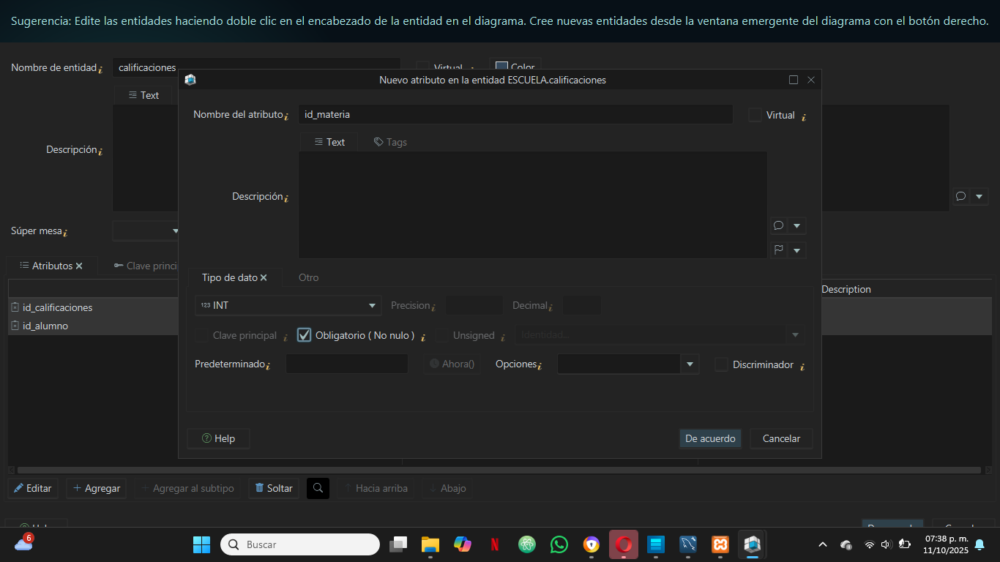 Sugerencia: Edite las entidades haciendo doble clic en el encabezado de la entidad en el diagrama. Cree nuevas entidades desde la ventana emergente del diagrama con el botón derecho.
Nombre de entidad
calificaciones
Virtual
Color
Text
Descripción
Súper mesa
Atributos
Clave princi
Description
id_calificaciones
id_alumno
Nuevo atributo en la entidad ESCUELA.calificaciones
Nombre del atributo
id_materia
Virtual
Text
Tags
Descripción
Tipo de dato
Otro
123 INT
Precision
Decimal
Clave principal
Obligatorio ( No nulo )
Unsigned
Identidad...
Predeterminado
Ahora()
Opciones
Discriminador
Help
De acuerdo
Cancelar
Editar
Agregar
Agregar al subtipo
Soltar
Hacia arriba
Abajo
6
Buscar
07:38 p. m.
11/10/2025